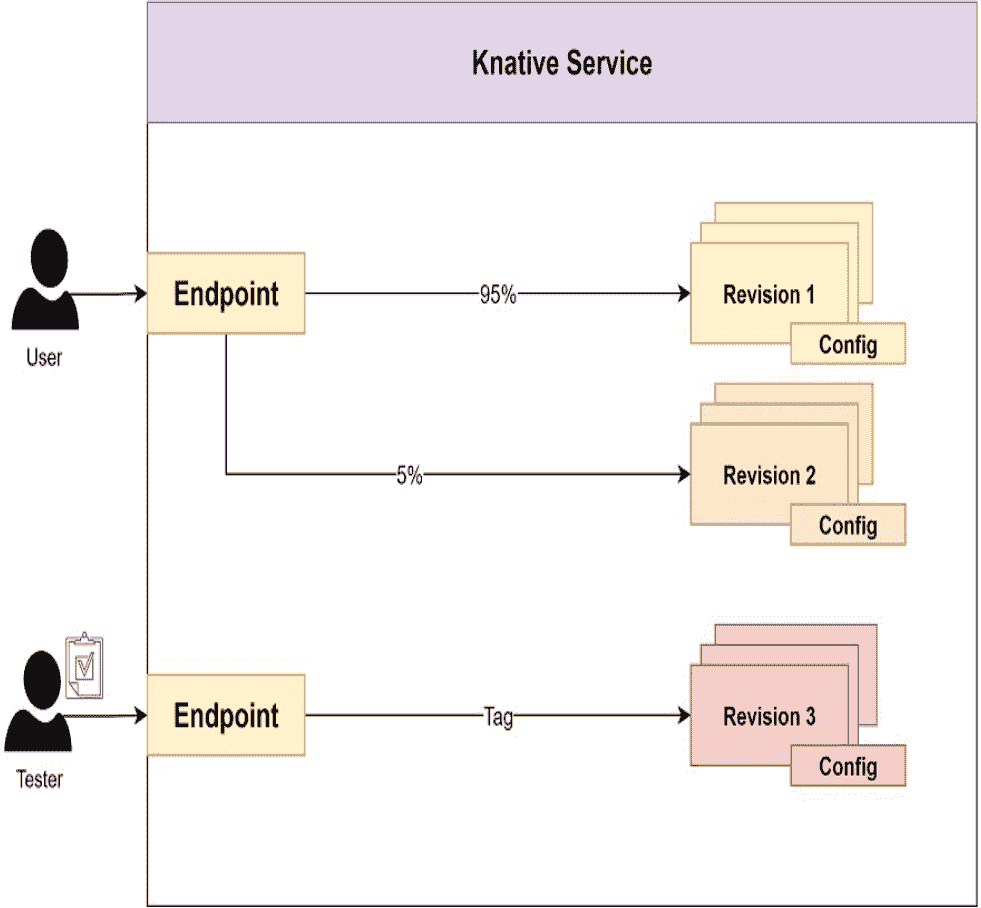 Knative Service
Endpoint
95%
Revision 1
Config
User
5%
Revision 2
Config
Endpoint
Tag
Revision 3
Config
Tester